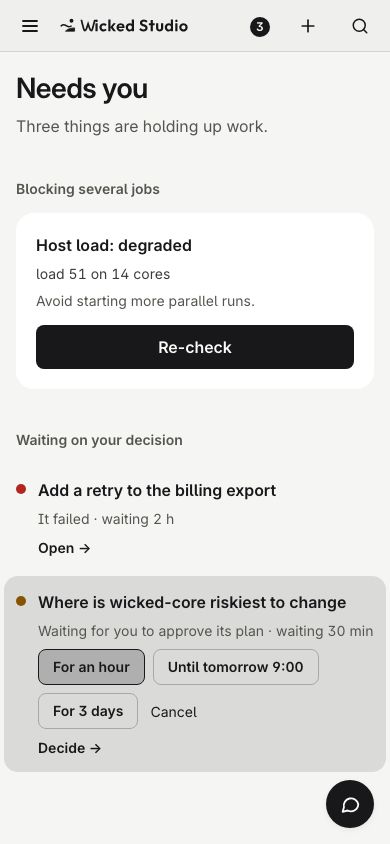 Wicked Studio
3
Needs you
Three things are holding up work.
Blocking several jobs
Host load: degraded
load 51 on 14 cores
Avoid starting more parallel runs.
Re-check
Waiting on your decision
Add a retry to the billing export
It failed · waiting 2 h
Open →
Where is wicked-core riskiest to change
Waiting for you to approve its plan · waiting 30 min
For an hour
Until tomorrow 9:00
For 3 days
Cancel
Decide →